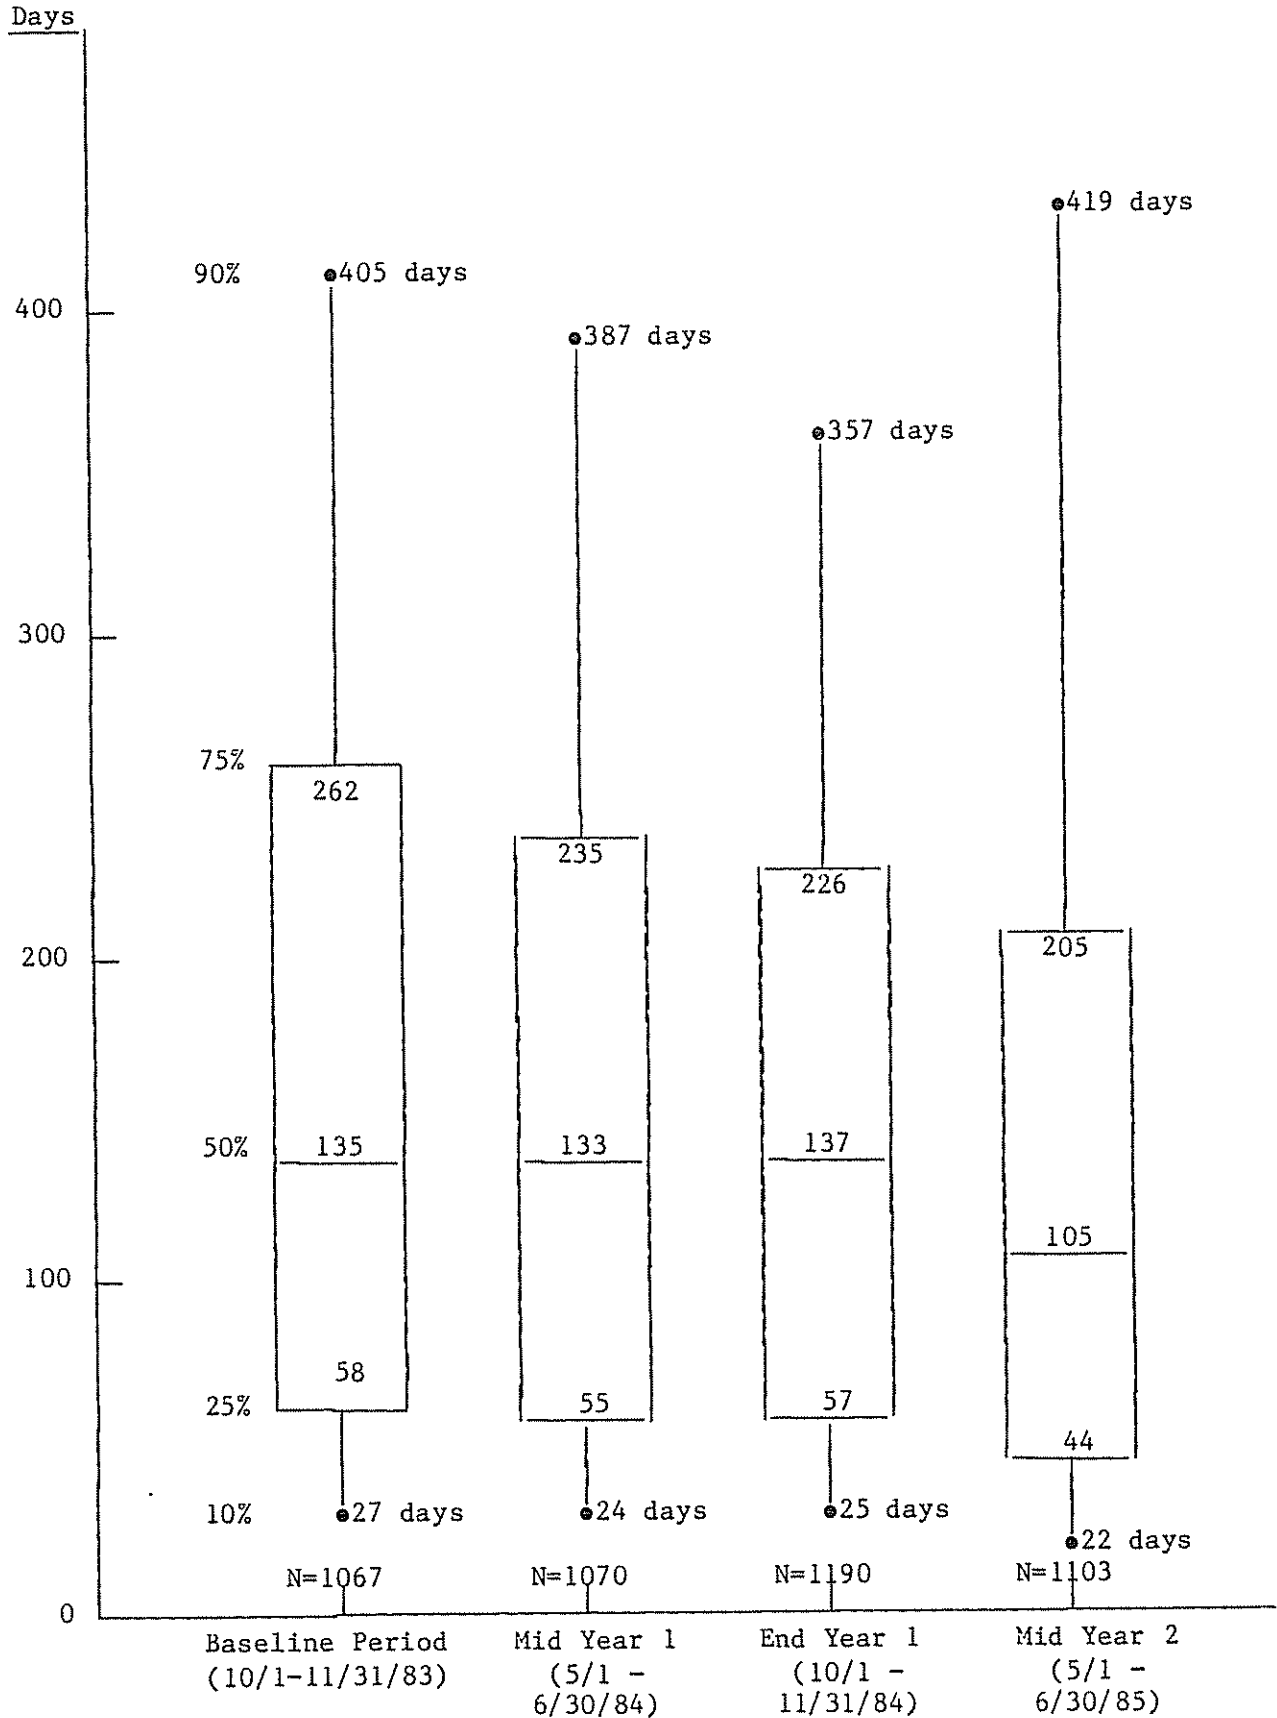 Days
419 days
90% 405 days
400
387 days
357 days
300
75%
262
235
226
205
200
50% 135 133 137
105
100
58
25% 55 57
44
10% 27 days 24 days 25 days
22 days
N=1067 N=1070 N=1190 N=1103
0
Baseline Period Mid Year 1 End Year 1 Mid Year 2
(10/1-11/31/83) (5/1 - (10/1 - (5/1 -
6/30/84) 11/31/84) 6/30/85)